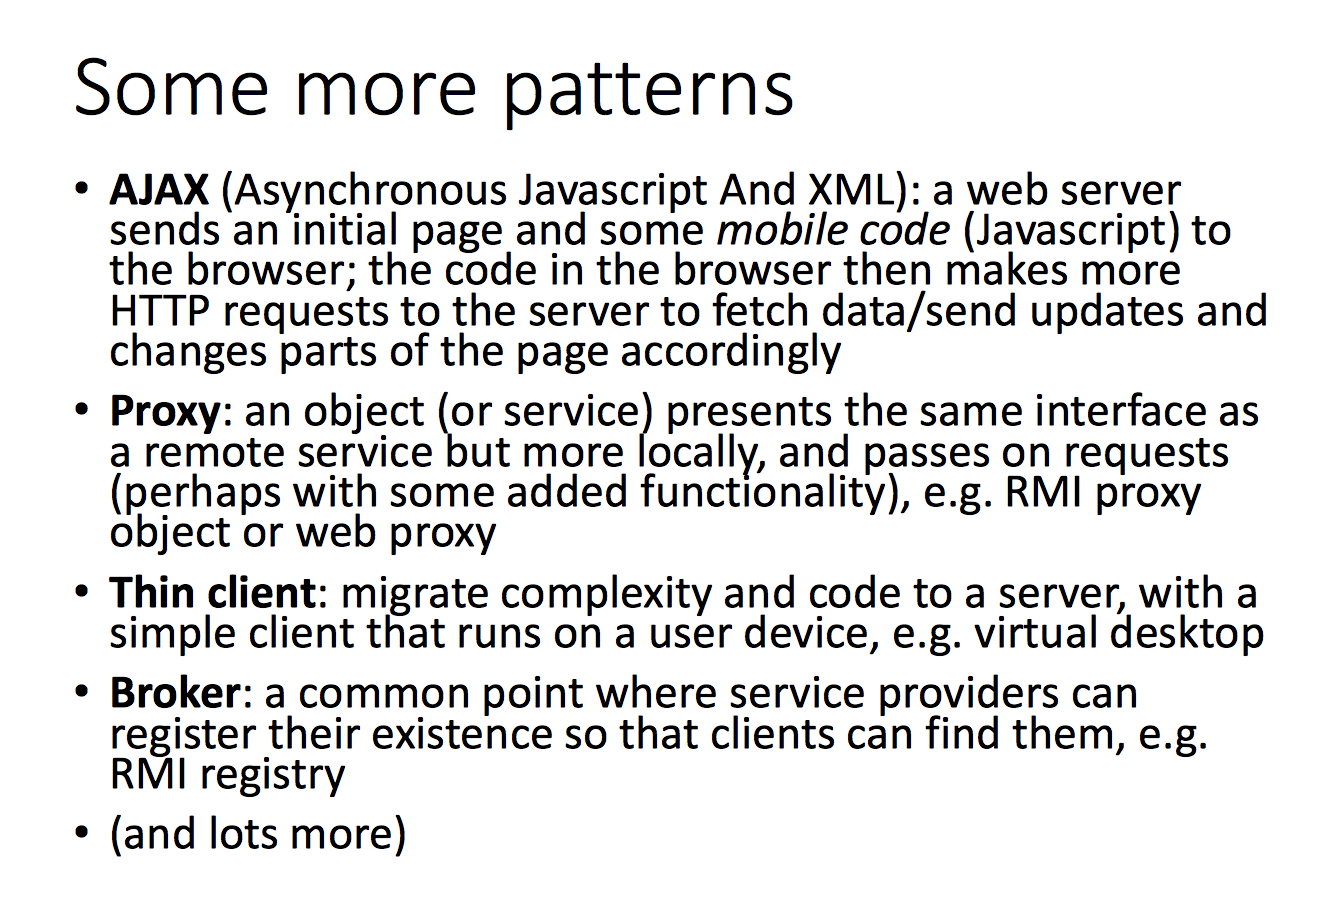 Some more patterns
• AJAX (Asynchronous Javascript And XML): a web server
sends an initial page and some mobile code (Javascript) to
the browser; the code in the browser then makes more
HTTP requests to the server to fetch data/send updates and
changes parts of the page accordingly
• Proxy: an object (or service) presents the same interface as
a remote service but more locally, and passes on requests
(perhaps with some added functionality), e.g. RMI proxy
object or web proxy
• Thin client: migrate complexity and code to a server, with a
simple client that runs on a user device, e.g. virtual desktop
• Broker: a common point where service providers can
register their existence so that clients can find them, e.g.
RMI registry
• (and lots more)